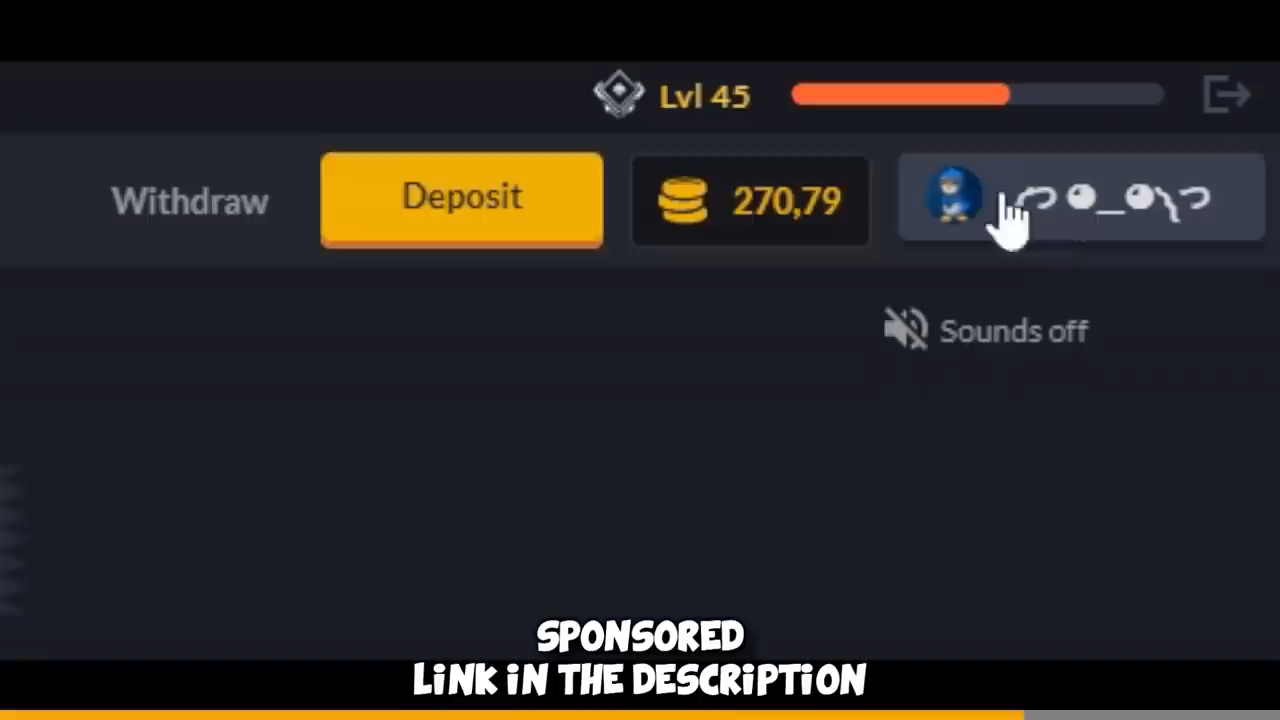 Lvl 45
Withdraw
Deposit
270,79
Sounds off
SPONSORED
LINK IN THE DESCRIPTION